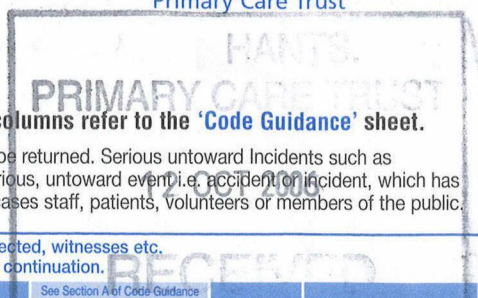 Primary Care Trust
HANTS.
PRIMARY CARE TRUST
columns refer to the 'Code Guidance' sheet.
be returned. Serious untoward Incidents such as
rious, untoward event i.e. accident or incident, which has
12 OCT 2006
ases staff, patients, volunteers or members of the public.
ected, witnesses etc.
continuation.
RECEIVED
See Section A of Code Guidance